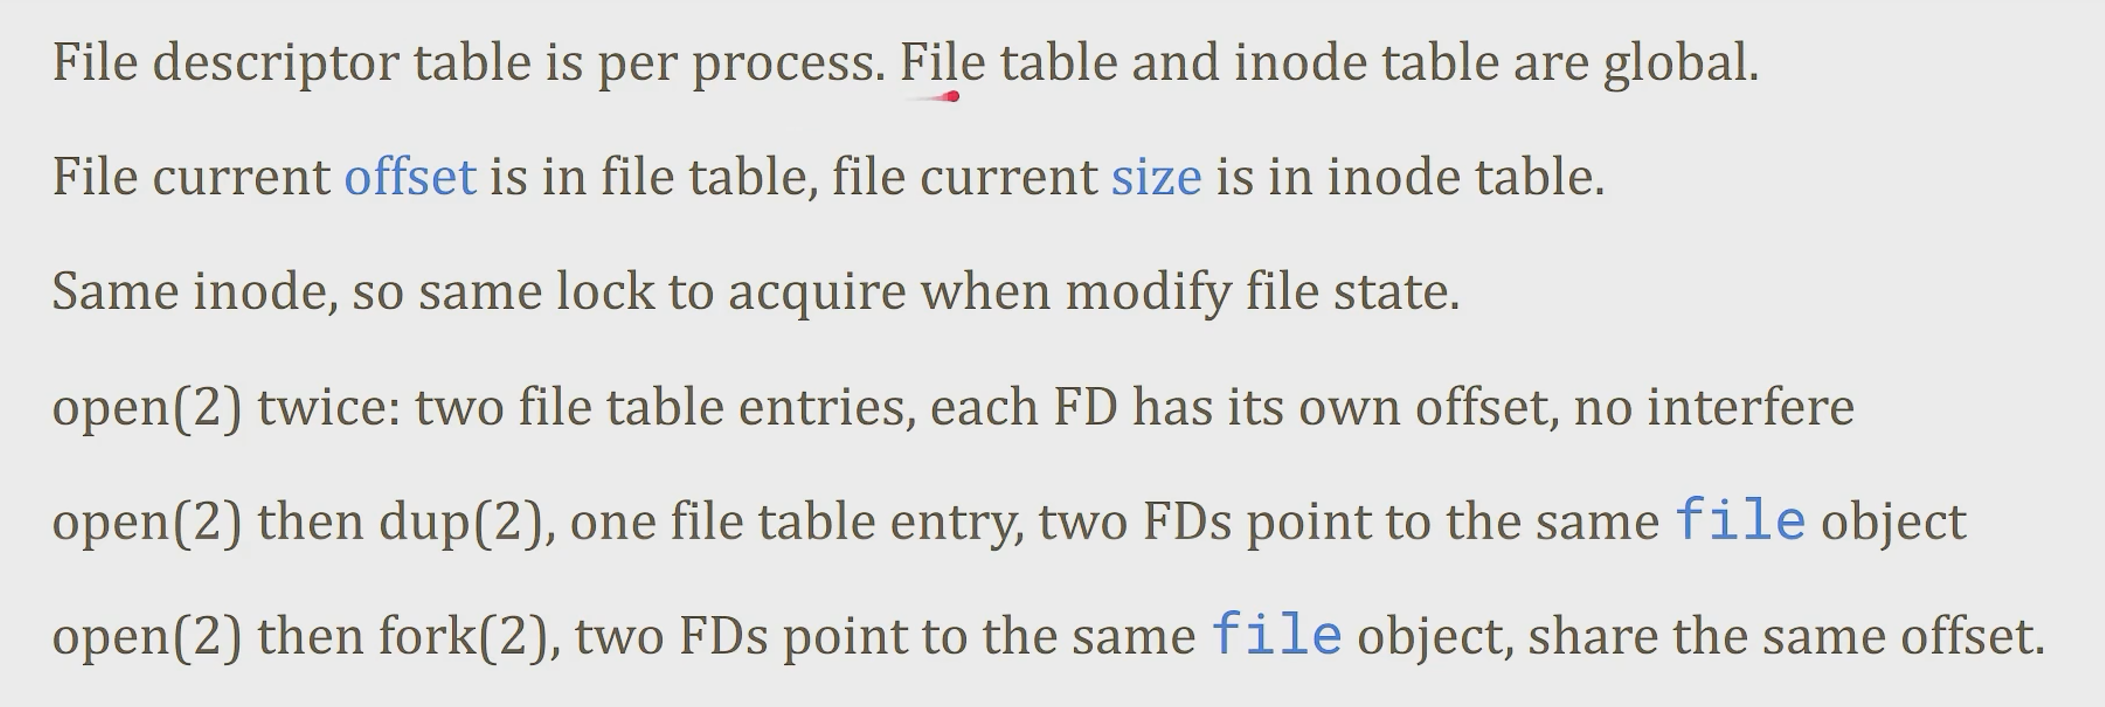 File descriptor table is per process. File table and inode table are global.
File current offset is in file table, file current size is in inode table.
Same inode, so same lock to acquire when modify file state.
open(2) twice: two file table entries, each FD has its own offset, no interfere
open(2) then dup(2), one file table entry, two FDs point to the same file object
open(2) then fork(2), two FDs point to the same file object, share the same offset.